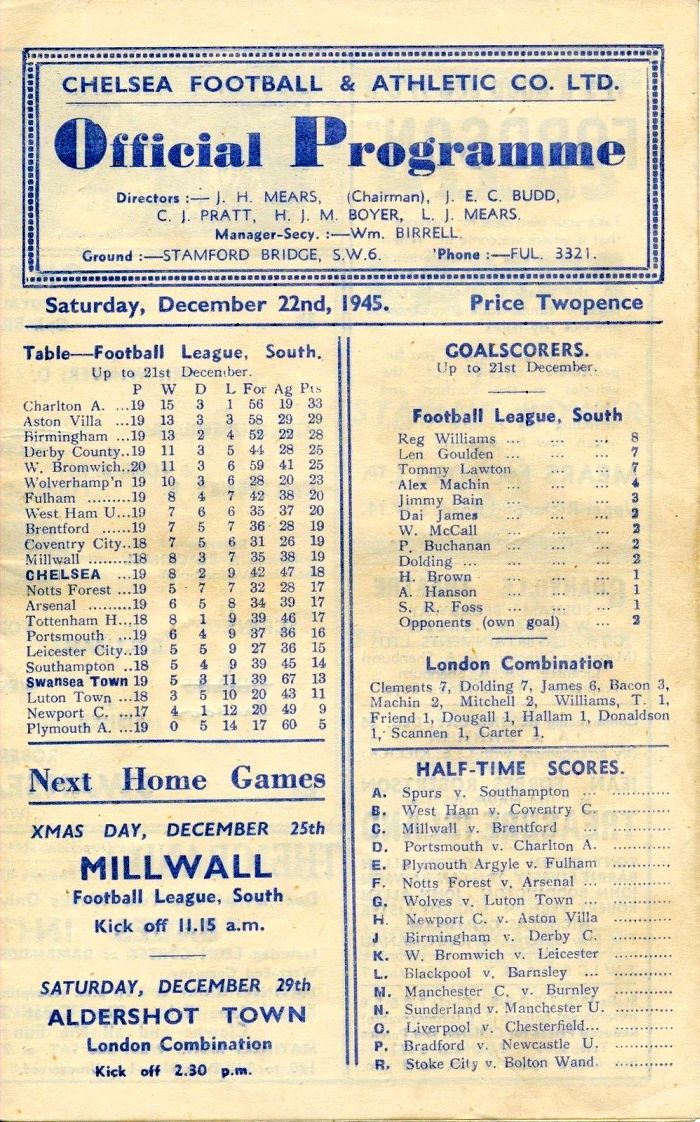 CHELSEA FOOTBALL & ATHLETIC CO. LTD.
Official Programme
Directors :— J. H. MEARS, (Chairman), J. E. C. BUDD,
C. J. PRATT, H. J. M. BOYER, L. J. MEARS.
Manager-Secy. :—Wm. BIRRELL.
Ground :—STAMFORD BRIDGE, S.W.6. 'Phone :—FUL. 3321.
Saturday, December 22nd, 1945. Price Twopence
Table—Football League, South.
Up to 21st December.
P W D L For Ag Pts
Charlton A. ...19 15 3 1 56 19 33
Aston Villa ...19 13 3 3 58 29 29
Birmingham ...19 13 2 4 52 22 28
Derby County..19 11 3 5 44 28 25
W. Bromwich..20 11 3 6 59 41 25
Wolverhamp'n 19 10 3 6 28 20 23
Fulham .........19 8 4 7 42 38 20
West Ham U...19 7 6 6 35 37 20
Brentford ......19 7 5 7 36 28 19
Coventry City..18 7 5 6 31 26 19
Millwall .........18 8 3 7 35 38 19
CHELSEA ...19 8 2 9 42 47 18
Notts Forest ...19 5 7 7 32 28 17
Arsenal .........19 6 5 8 34 39 17
Tottenham H...18 8 1 9 39 46 17
Portsmouth ...19 6 4 9 37 36 16
Leicester City..19 5 5 9 27 36 15
Southampton ..18 5 4 9 39 45 14
Swansea Town 19 5 3 11 39 67 13
Luton Town ...18 3 5 10 20 43 11
Newport C. ...17 4 1 12 20 49 9
Plymouth A. ...19 0 5 14 17 60 5
Next Home Games
XMAS DAY, DECEMBER 25th
MILLWALL
Football League, South
Kick off 11.15 a.m.
SATURDAY, DECEMBER 29th
ALDERSHOT TOWN
London Combination
Kick off 2.30 p.m.
GOALSCORERS.
Up to 21st December.
Football League, South
Reg Williams ... ... ... 8
Len Goulden ... ... ... 7
Tommy Lawton ... ... 7
Alex Machin ... ... ... 4
Jimmy Bain ... ... ... 3
Dai James ... ... ... 2
W. McCall ... ... ... 2
P. Buchanan ... ... ... 2
Dolding ... ... ... ... 2
H. Brown ... ... ... 1
A. Hanson ... ... ... 1
S. R. Foss ... ... ... 1
Opponents (own goal) ... ... 2
London Combination
Clements 7, Dolding 7, James 6, Bacon 3,
Machin 2, Mitchell 2, Williams, T. 1,
Friend 1, Dougall 1, Hallam 1, Donaldson
1, Scannen 1, Carter 1.
HALF-TIME SCORES.
A. Spurs v. Southampton ... ............
B. West Ham v. Coventry C. ............
C. Millwall v. Brentford ... ............
D. Portsmouth v. Charlton A. ............
E. Plymouth Argyle v. Fulham ............
F. Notts Forest v. Arsenal ... ............
G. Wolves v. Luton Town ... ............
H. Newport C. v. Aston Villa ............
J Birmingham v. Derby C. ............
K. W. Bromwich v. Leicester ............
L. Blackpool v. Barnsley ... ............
M. Manchester C. v. Burnley ............
N. Sunderland v. Manchester U. ............
O. Liverpool v. Chesterfield... ............
P. Bradford v. Newcastle U. ............
R. Stoke City v. Bolton Wand. ............